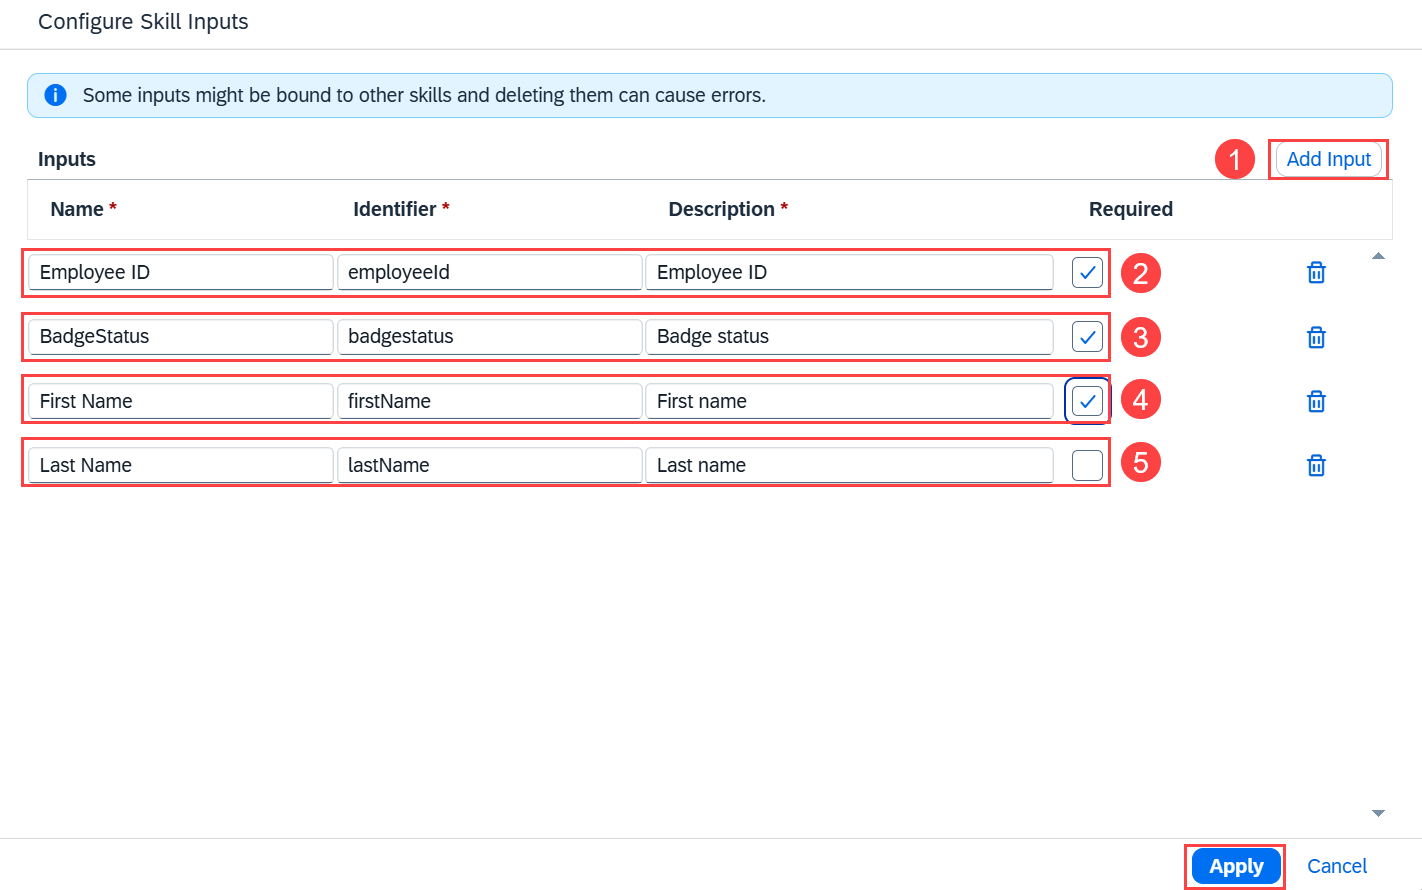 Configure Skill Inputs
Some inputs might be bound to other skills and deleting them can cause errors.
Inputs 1 Add Input
Name * Identifier * Description * Required
Employee ID employeeId Employee ID 2
BadgeStatus badgestatus Badge status 3
First Name firstName First name 4
Last Name lastName Last name 5
Apply Cancel